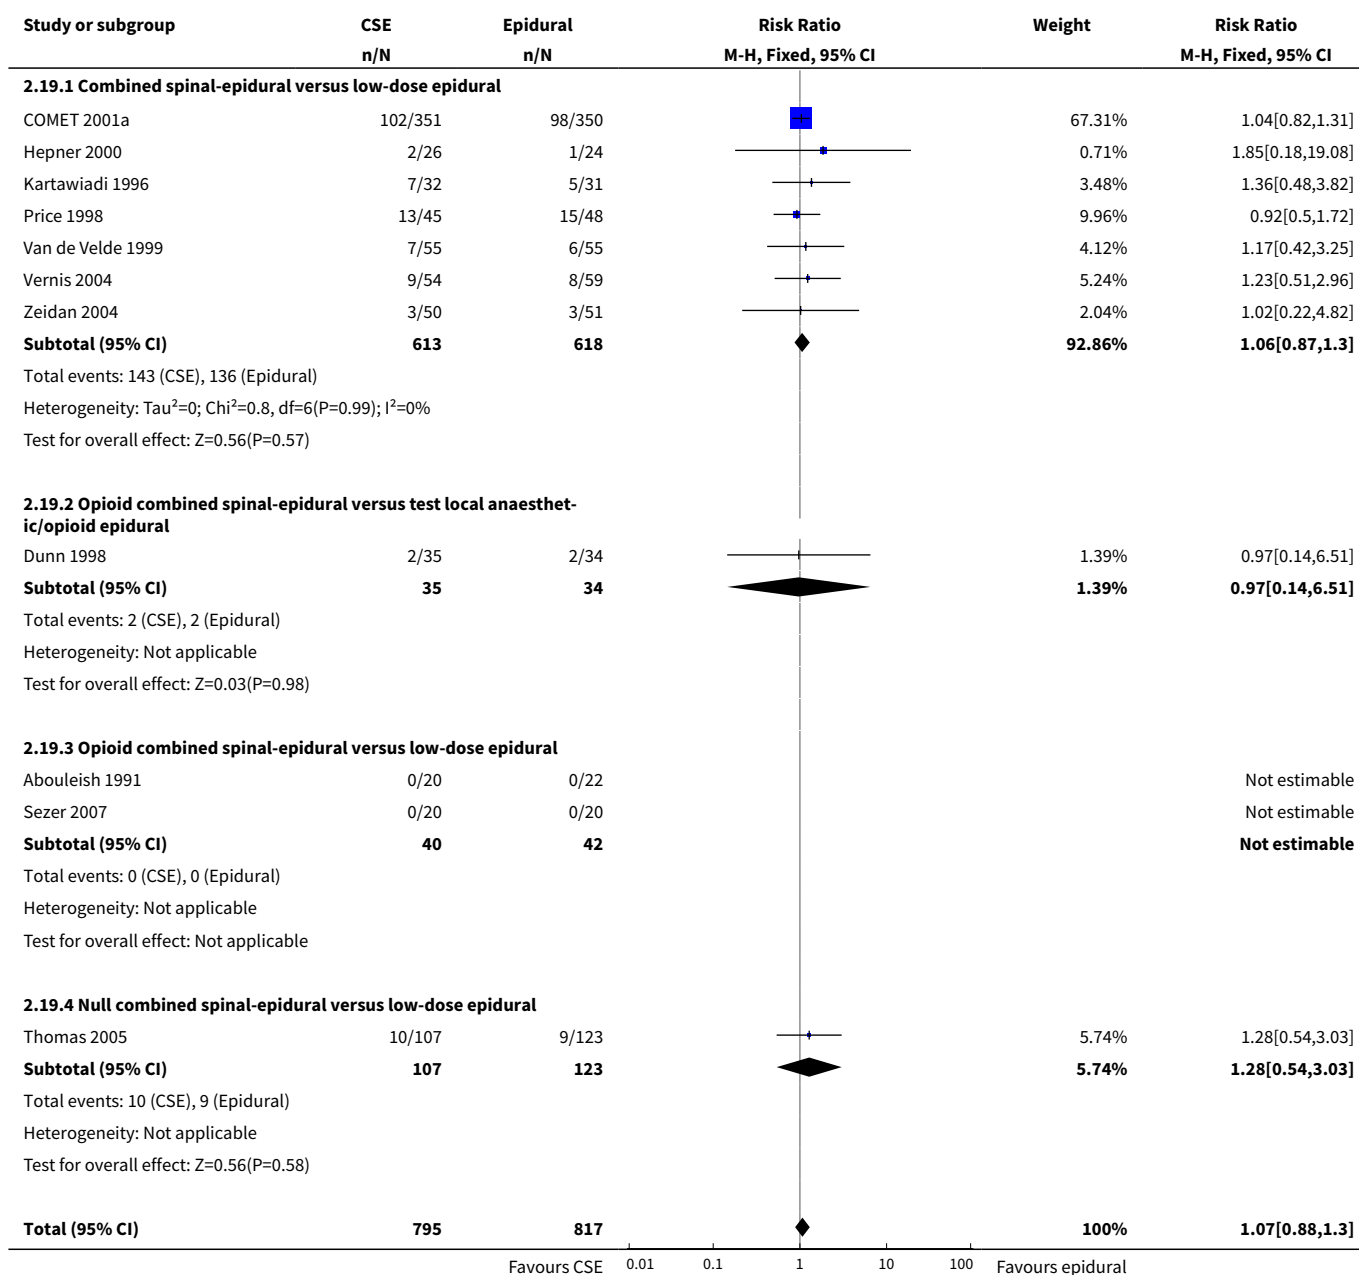 Study or subgroup CSE Epidural Risk Ratio Weight Risk Ratio
n/N n/N M-H, Fixed, 95% CI M-H, Fixed, 95% CI
2.19.1 Combined spinal-epidural versus low-dose epidural
COMET 2001a 102/351 98/350 67.31% 1.04[0.82,1.31]
Hepner 2000 2/26 1/24 0.71% 1.85[0.18,19.08]
Kartawiadi 1996 7/32 5/31 3.48% 1.36[0.48,3.82]
Price 1998 13/45 15/48 9.96% 0.92[0.5,1.72]
Van de Velde 1999 7/55 6/55 4.12% 1.17[0.42,3.25]
Vernis 2004 9/54 8/59 5.24% 1.23[0.51,2.96]
Zeidan 2004 3/50 3/51 2.04% 1.02[0.22,4.82]
Subtotal (95% CI) 613 618 92.86% 1.06[0.87,1.3]
Total events: 143 (CSE), 136 (Epidural)
Heterogeneity: Tau²=0; Chi²=0.8, df=6(P=0.99); I²=0%
Test for overall effect: Z=0.56(P=0.57)
2.19.2 Opioid combined spinal-epidural versus test local anaesthet-
ic/opioid epidural
Dunn 1998 2/35 2/34 1.39% 0.97[0.14,6.51]
Subtotal (95% CI) 35 34 1.39% 0.97[0.14,6.51]
Total events: 2 (CSE), 2 (Epidural)
Heterogeneity: Not applicable
Test for overall effect: Z=0.03(P=0.98)
2.19.3 Opioid combined spinal-epidural versus low-dose epidural
Abouleish 1991 0/20 0/22 Not estimable
Sezer 2007 0/20 0/20 Not estimable
Subtotal (95% CI) 40 42 Not estimable
Total events: 0 (CSE), 0 (Epidural)
Heterogeneity: Not applicable
Test for overall effect: Not applicable
2.19.4 Null combined spinal-epidural versus low-dose epidural
Thomas 2005 10/107 9/123 5.74% 1.28[0.54,3.03]
Subtotal (95% CI) 107 123 5.74% 1.28[0.54,3.03]
Total events: 10 (CSE), 9 (Epidural)
Heterogeneity: Not applicable
Test for overall effect: Z=0.56(P=0.58)
Total (95% CI) 795 817 100% 1.07[0.88,1.3]
Favours CSE 0.01 0.1 1 10 100 Favours epidural